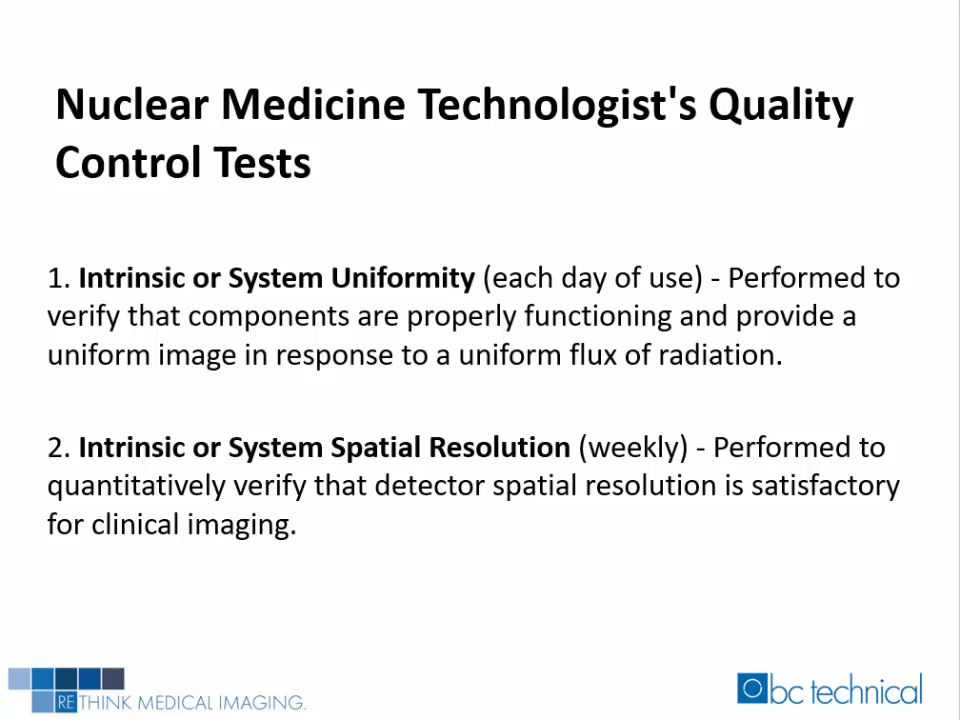 Nuclear Medicine Technologist's Quality
Control Tests
1. Intrinsic or System Uniformity (each day of use) - Performed to
verify that components are properly functioning and provide a
uniform image in response to a uniform flux of radiation.
2. Intrinsic or System Spatial Resolution (weekly) - Performed to
quantitatively verify that detector spatial resolution is satisfactory
for clinical imaging.
RETHINK MEDICAL IMAGING.
bc technical